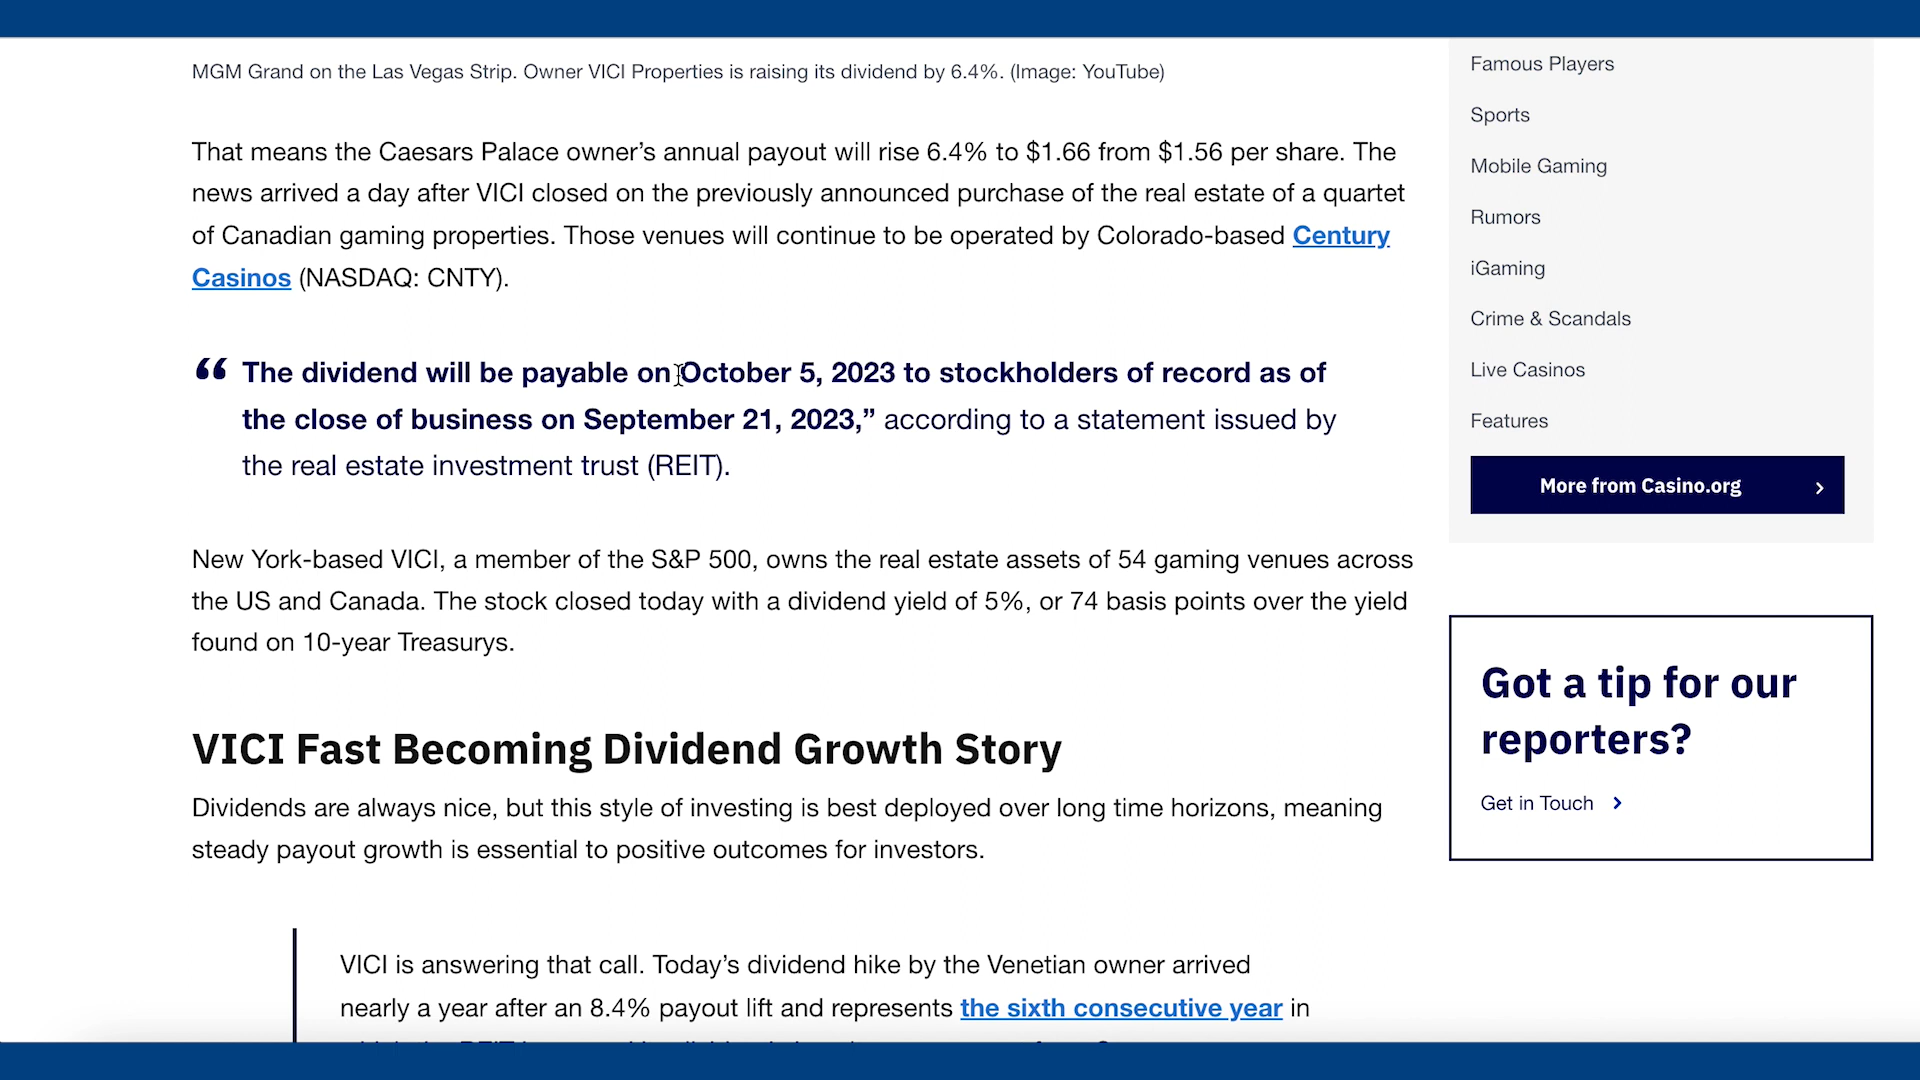 MGM Grand on the Las Vegas Strip. Owner VICI Properties is raising its dividend by 6.4%. (Image: YouTube)
That means the Caesars Palace owner’s annual payout will rise 6.4% to $1.66 from $1.56 per share. The
news arrived a day after VICI closed on the previously announced purchase of the real estate of a quartet
of Canadian gaming properties. Those venues will continue to be operated by Colorado-based Century
Casinos (NASDAQ: CNTY).
“ The dividend will be payable on October 5, 2023 to stockholders of record as of
the close of business on September 21, 2023,” according to a statement issued by
the real estate investment trust (REIT).
New York-based VICI, a member of the S&P 500, owns the real estate assets of 54 gaming venues across
the US and Canada. The stock closed today with a dividend yield of 5%, or 74 basis points over the yield
found on 10-year Treasurys.
VICI Fast Becoming Dividend Growth Story
Dividends are always nice, but this style of investing is best deployed over long time horizons, meaning
steady payout growth is essential to positive outcomes for investors.
VICI is answering that call. Today’s dividend hike by the Venetian owner arrived
nearly a year after an 8.4% payout lift and represents the sixth consecutive year in
Famous Players
Sports
Mobile Gaming
Rumors
iGaming
Crime & Scandals
Live Casinos
Features
More from Casino.org
Got a tip for our
reporters?
Get in Touch